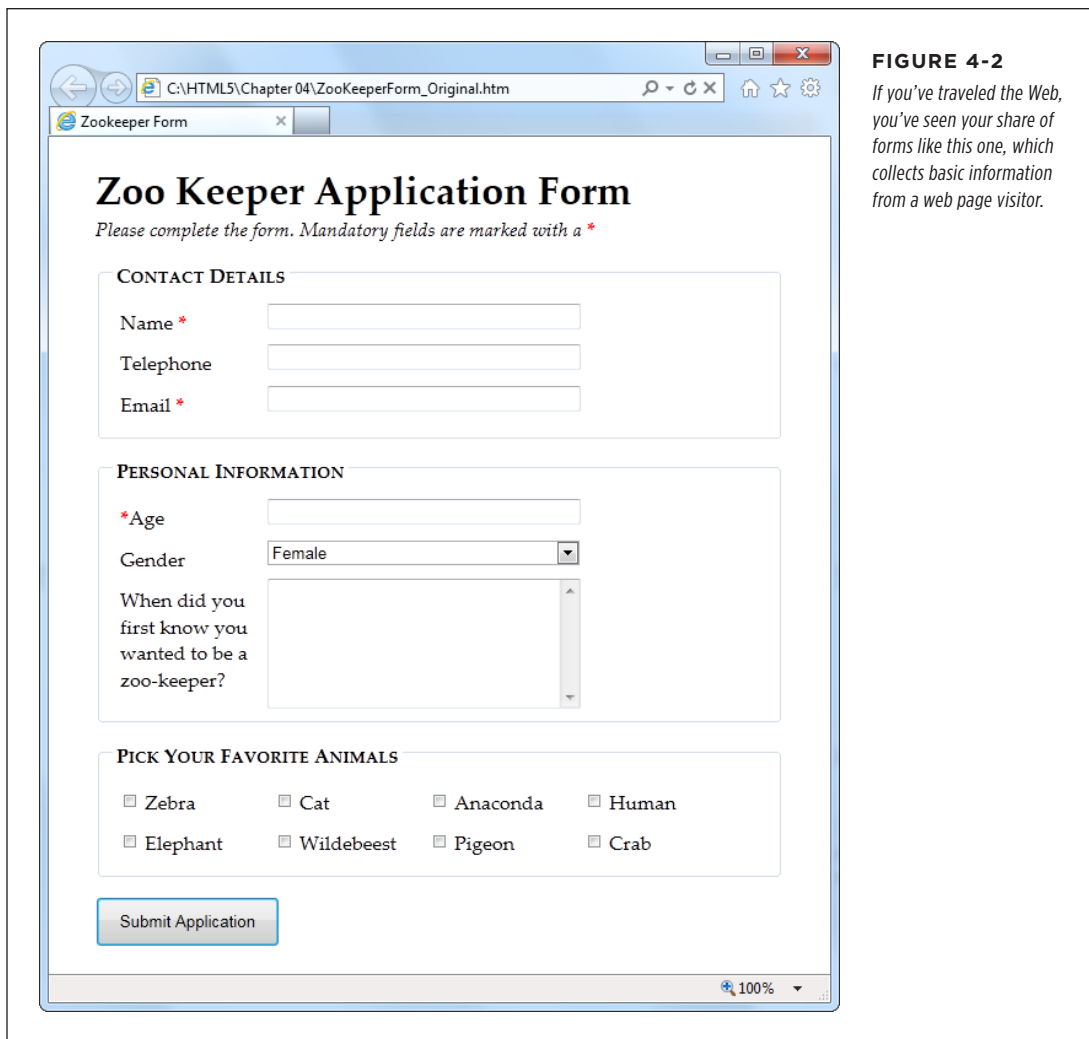 C:\HTML5\Chapter 04\ZooKeeperForm_Original.htm
Zookeeper Form
Zoo Keeper Application Form
Please complete the form. Mandatory fields are marked with a *
CONTACT DETAILS
Name *
Telephone
Email *
PERSONAL INFORMATION
*Age
Gender
Female
When did you
first know you
wanted to be a
zoo-keeper?
PICK YOUR FAVORITE ANIMALS
Zebra Cat Anaconda Human
Elephant Wildebeest Pigeon Crab
Submit Application
100%
FIGURE 4-2
If you've traveled the Web,
you've seen your share of
forms like this one, which
collects basic information
from a web page visitor.